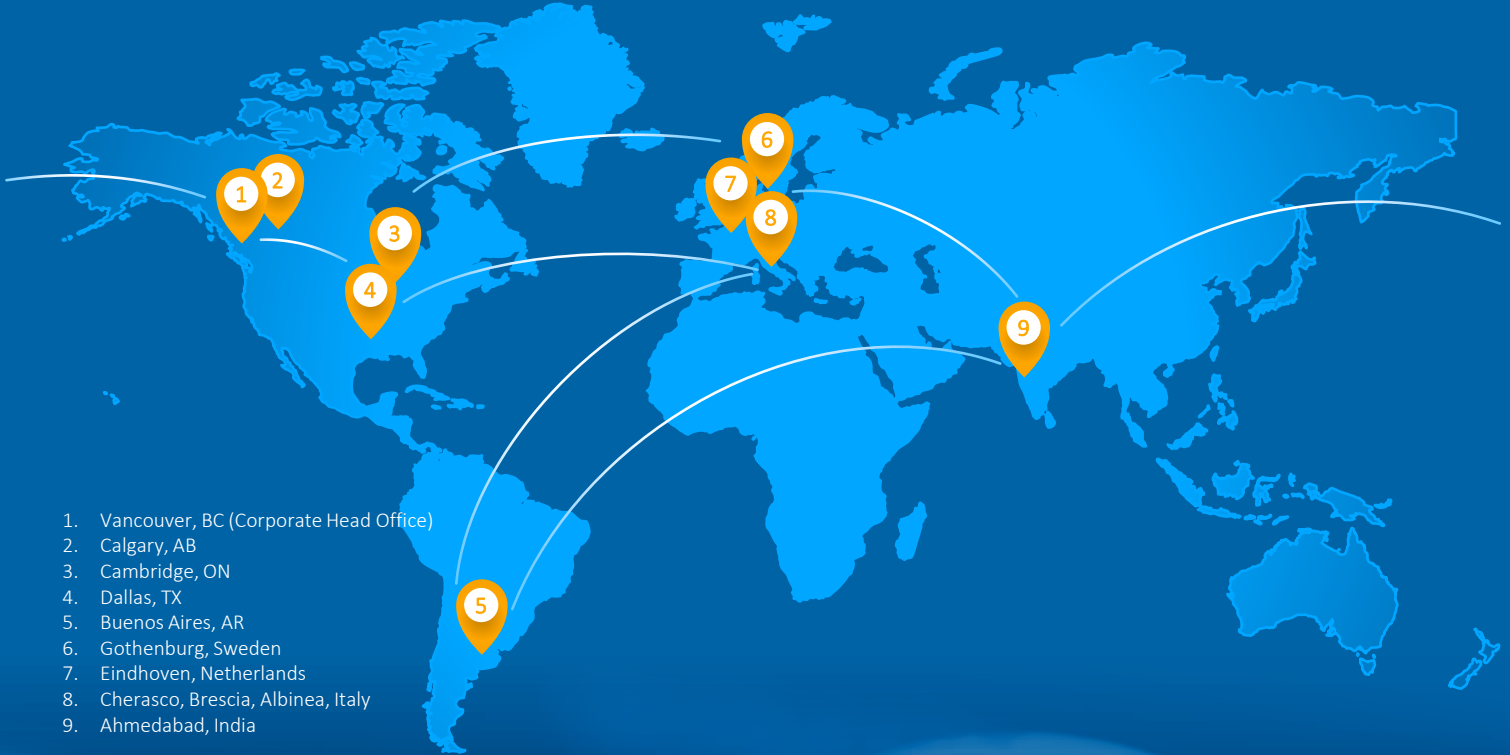 6
2
7
1
8
3
4
9
5
1. Vancouver, BC (Corporate Head Office)
2. Calgary, AB
3. Cambridge, ON
4. Dallas, TX
5. Buenos Aires, AR
6. Gothenburg, Sweden
7. Eindhoven, Netherlands
8. Cherasco, Brescia, Albinea, Italy
9. Ahmedabad, India